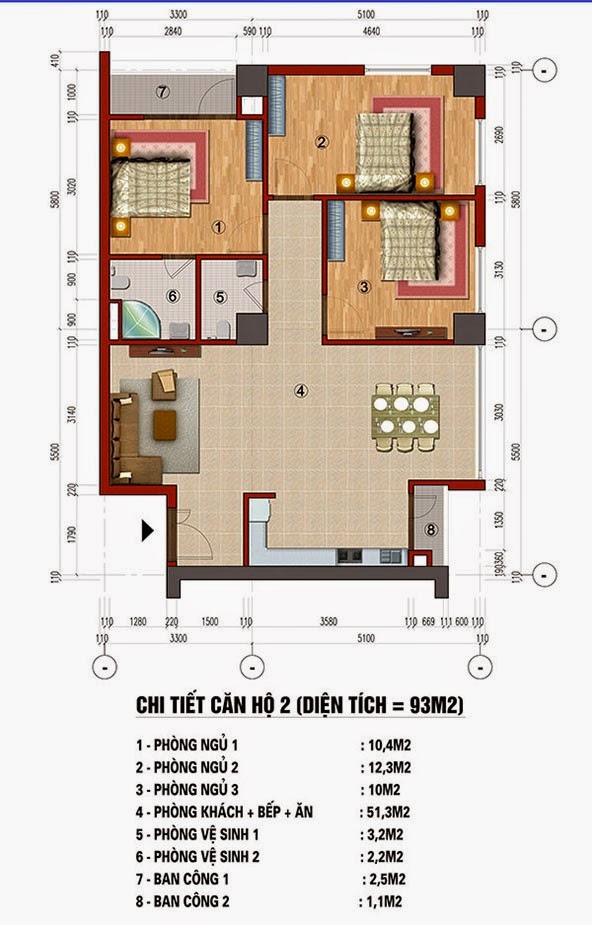 110 3300 5100 110
110 2840 590 110 4640 110
410
1000
110
3020
5800
110
900
900
110
3140
5500
220
1790
110
110
110
2690
110
5800
3130
110
3030
5500
220
1350
190 360
110
7
2
1
3
6
5
4
8
110 1280 220 1500 110 3580 110 669 111 600 110
110 3300 5100 110
CHI TIẾT CĂN HỘ 2 (DIỆN TÍCH = 93M2)
1 - PHÒNG NGỦ 1 : 10,4M2
2 - PHÒNG NGỦ 2 : 12,3M2
3 - PHÒNG NGỦ 3 : 10M2
4 - PHÒNG KHÁCH + BẾP + ĂN : 51,3M2
5 - PHÒNG VỆ SINH 1 : 3,2M2
6 - PHÒNG VỆ SINH 2 : 2,2M2
7 - BAN CÔNG 1 : 2,5M2
8 - BAN CÔNG 2 : 1,1M2